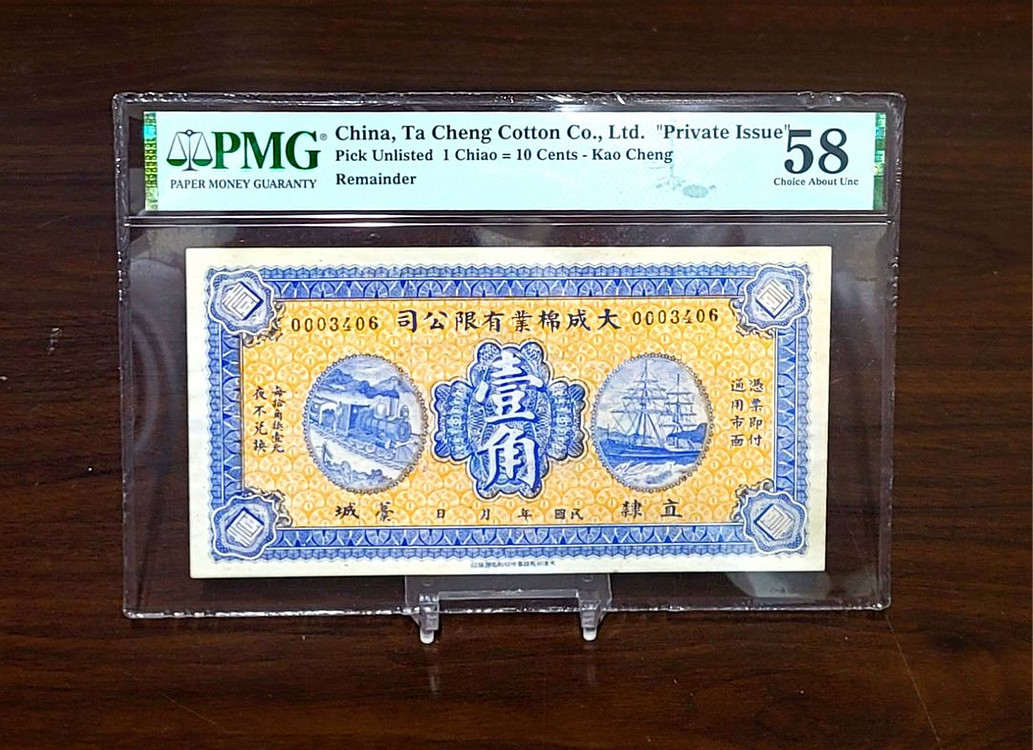 PMG®
PAPER MONEY GUARANTY
China, Ta Cheng Cotton Co., Ltd. "Private Issue"
Pick Unlisted 1 Chiao = 10 Cents - Kao Cheng
Remainder
58
Choice About Unc
0003406 司公限有業棉成大 0003406
壹角
憑票即付
通用市面
每拾角換壹元
夜不兌換
城藁 日 月 年 國民 隸直